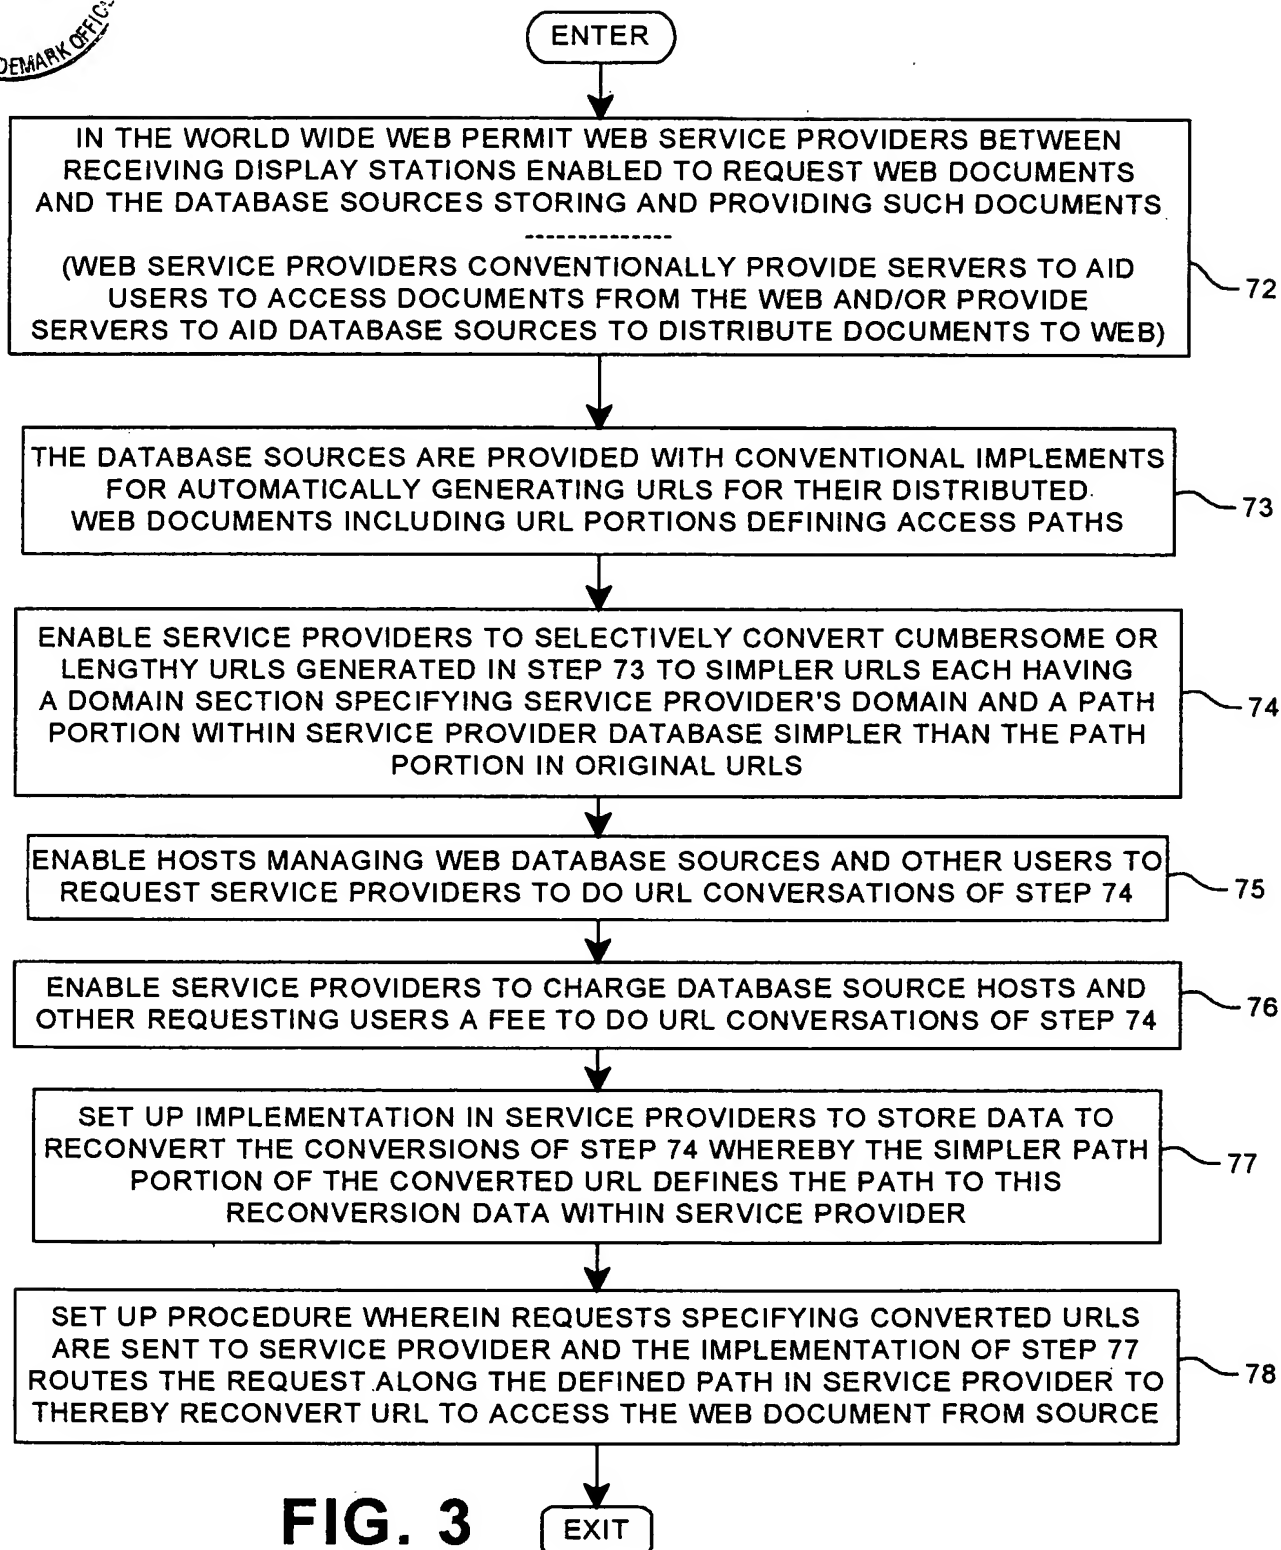 DEMARK OFFIC
ENTER
IN THE WORLD WIDE WEB PERMIT WEB SERVICE PROVIDERS BETWEEN
RECEIVING DISPLAY STATIONS ENABLED TO REQUEST WEB DOCUMENTS
AND THE DATABASE SOURCES STORING AND PROVIDING SUCH DOCUMENTS
--------------
(WEB SERVICE PROVIDERS CONVENTIONALLY PROVIDE SERVERS TO AID
USERS TO ACCESS DOCUMENTS FROM THE WEB AND/OR PROVIDE
SERVERS TO AID DATABASE SOURCES TO DISTRIBUTE DOCUMENTS TO WEB)
72
THE DATABASE SOURCES ARE PROVIDED WITH CONVENTIONAL IMPLEMENTS
FOR AUTOMATICALLY GENERATING URLS FOR THEIR DISTRIBUTED
WEB DOCUMENTS INCLUDING URL PORTIONS DEFINING ACCESS PATHS
73
ENABLE SERVICE PROVIDERS TO SELECTIVELY CONVERT CUMBERSOME OR
LENGTHY URLS GENERATED IN STEP 73 TO SIMPLER URLS EACH HAVING
A DOMAIN SECTION SPECIFYING SERVICE PROVIDER'S DOMAIN AND A PATH
PORTION WITHIN SERVICE PROVIDER DATABASE SIMPLER THAN THE PATH
PORTION IN ORIGINAL URLS
74
ENABLE HOSTS MANAGING WEB DATABASE SOURCES AND OTHER USERS TO
REQUEST SERVICE PROVIDERS TO DO URL CONVERSATIONS OF STEP 74
75
ENABLE SERVICE PROVIDERS TO CHARGE DATABASE SOURCE HOSTS AND
OTHER REQUESTING USERS A FEE TO DO URL CONVERSATIONS OF STEP 74
76
SET UP IMPLEMENTATION IN SERVICE PROVIDERS TO STORE DATA TO
RECONVERT THE CONVERSIONS OF STEP 74 WHEREBY THE SIMPLER PATH
PORTION OF THE CONVERTED URL DEFINES THE PATH TO THIS
RECONVERSION DATA WITHIN SERVICE PROVIDER
77
SET UP PROCEDURE WHEREIN REQUESTS SPECIFYING CONVERTED URLS
ARE SENT TO SERVICE PROVIDER AND THE IMPLEMENTATION OF STEP 77
ROUTES THE REQUEST ALONG THE DEFINED PATH IN SERVICE PROVIDER TO
THEREBY RECONVERT URL TO ACCESS THE WEB DOCUMENT FROM SOURCE
78
FIG. 3
EXIT